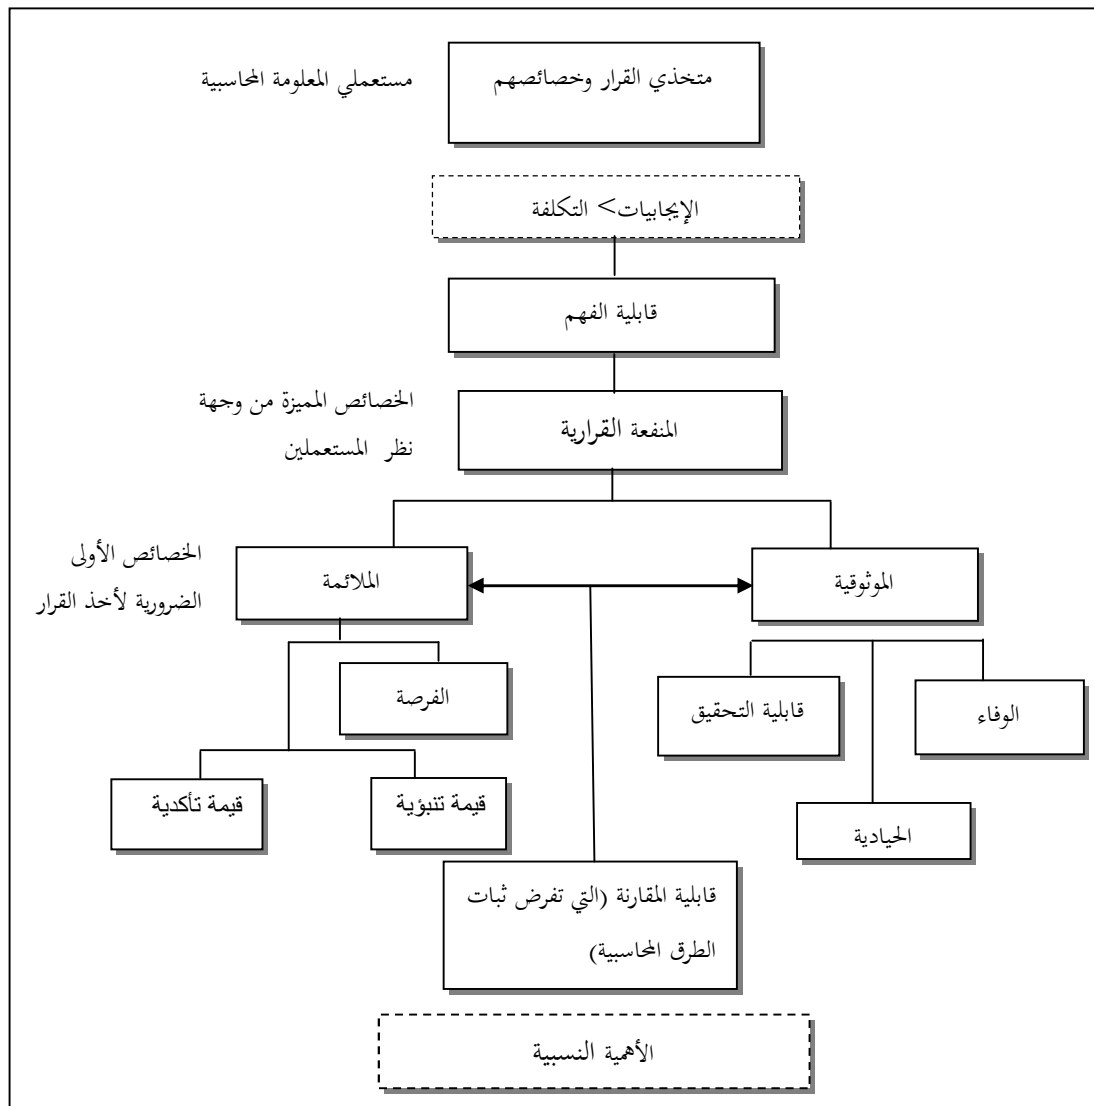 متخذي القرار وخصائصهم
مستعملي المعلومة المحاسبية
الإيجابيات> التكلفة
قابلية الفهم
الخصائص المميزة من وجهة
نظر المستعملين
المنفعة القرارية
الخصائص الأولى
الضرورية لأخذ القرار
الموثوقية
الملائمة
الوفاء
قابلية التحقيق
الفرصة
الحيادية
قيمة تنبؤية
قيمة تأكدية
قابلية المقارنة (التي تفرض ثبات
الطرق المحاسبية)
الأهمية النسبية